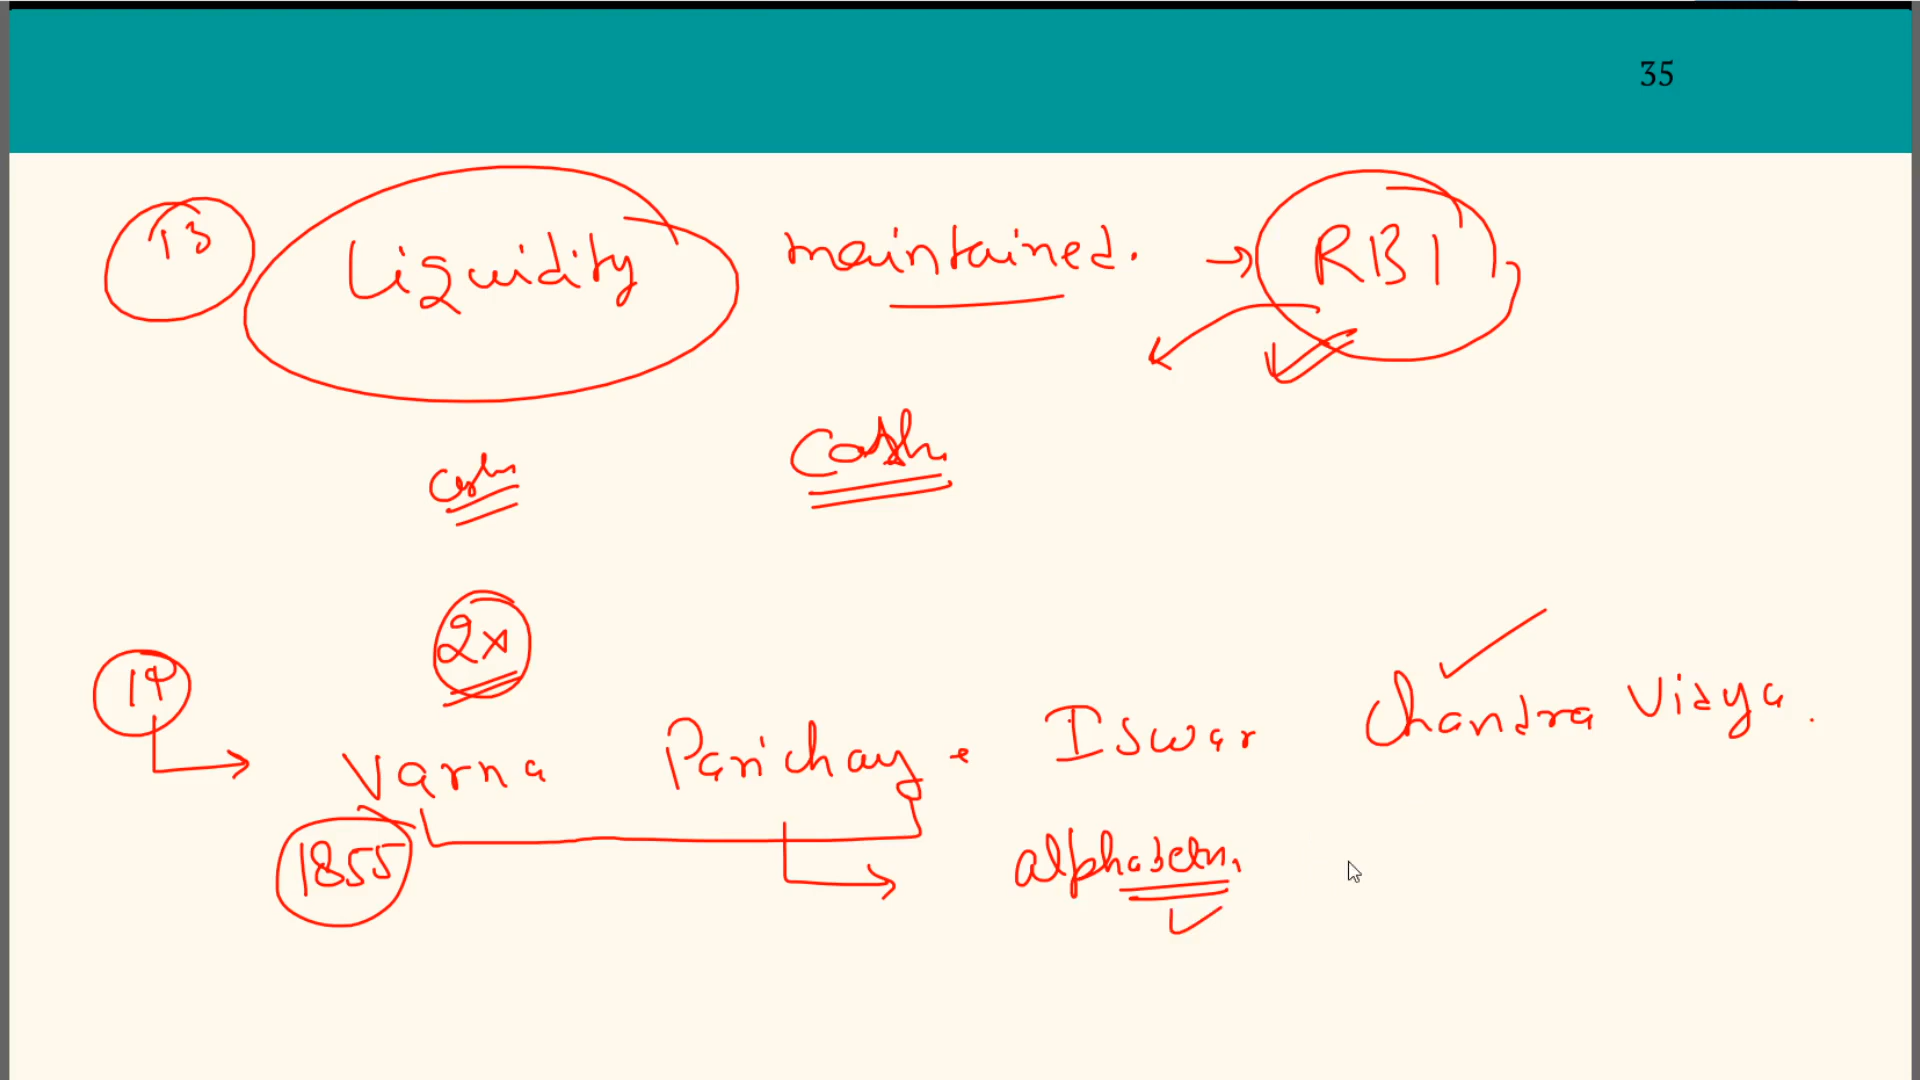 35
13 Liquidity maintained. → RBI
Cash Cash
2x
14 → Varna Parichay. Iswar Chandra Vidya.
1855 → alphabets.